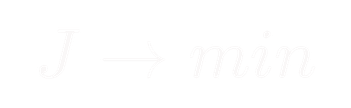 J → min